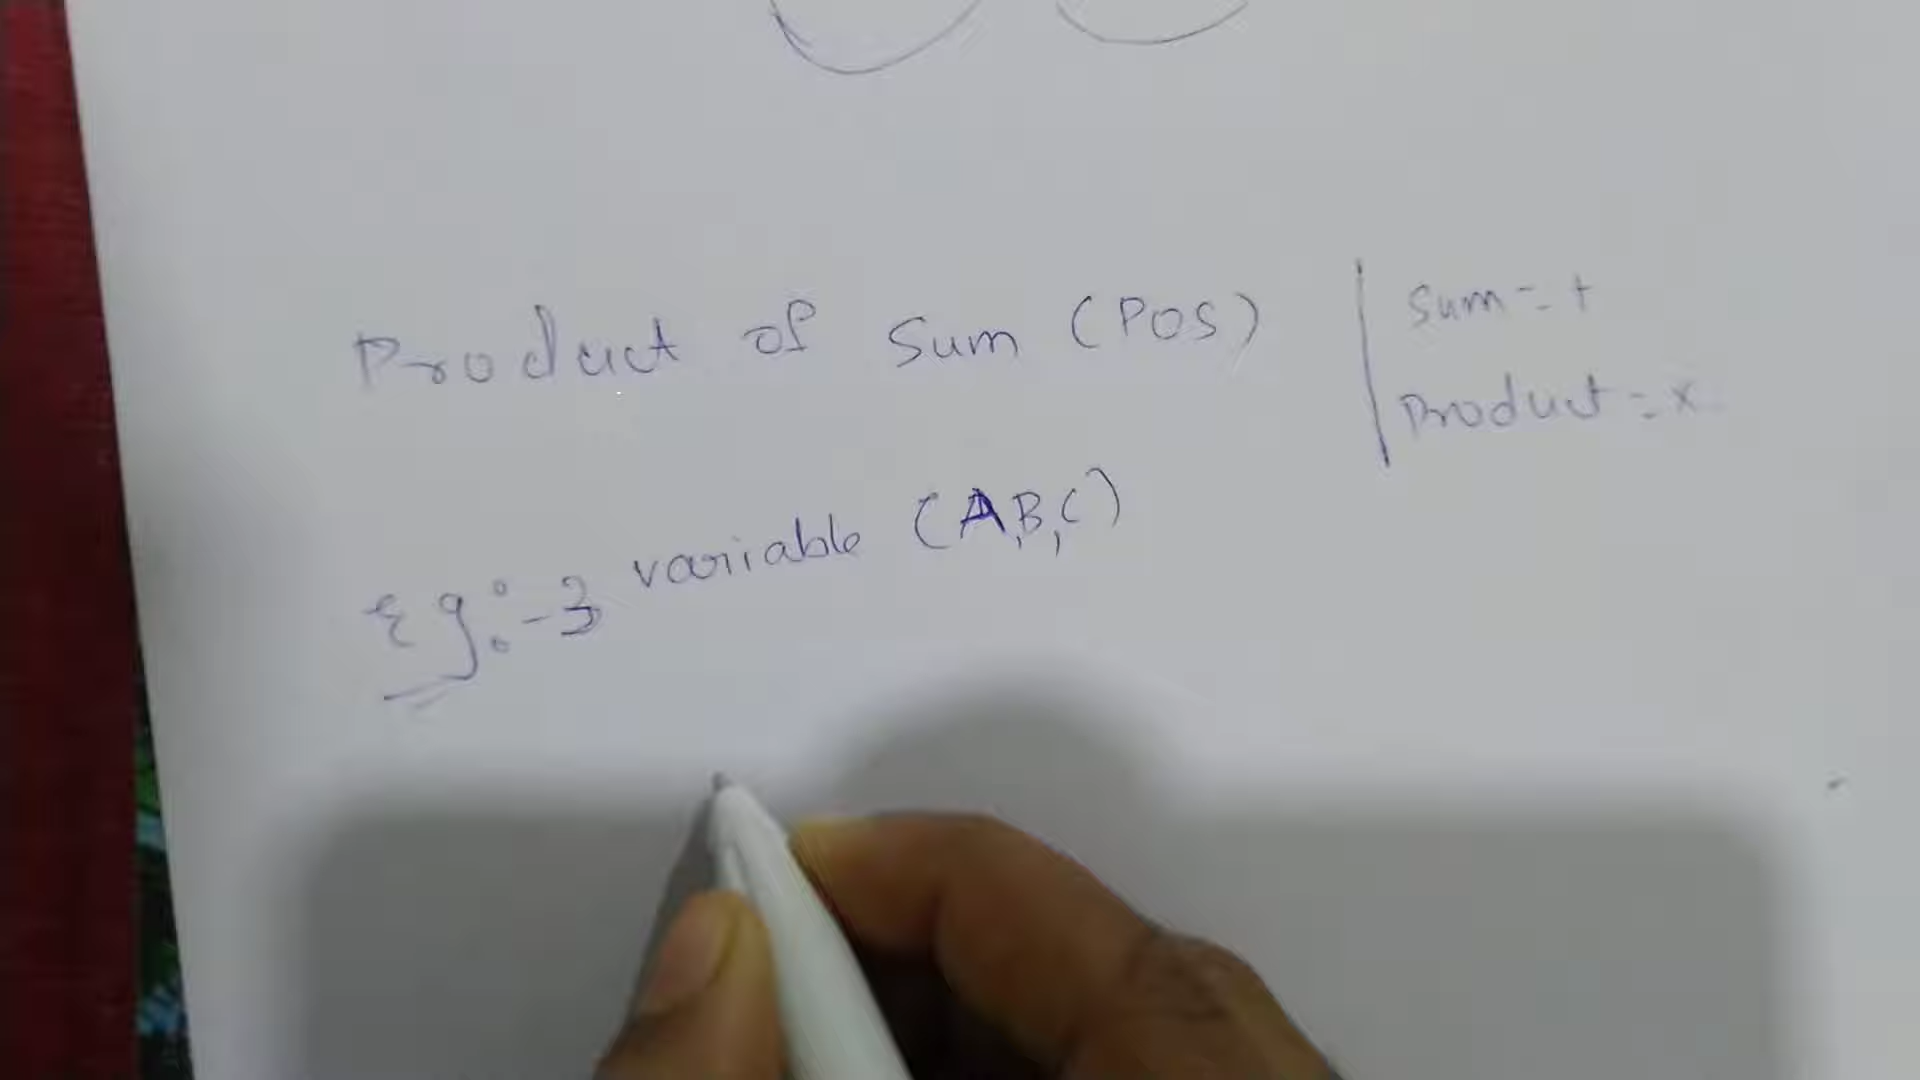 Product of Sum (POS)
Sum = +
Product = x
Eg:- 3 variable (A,B,C)